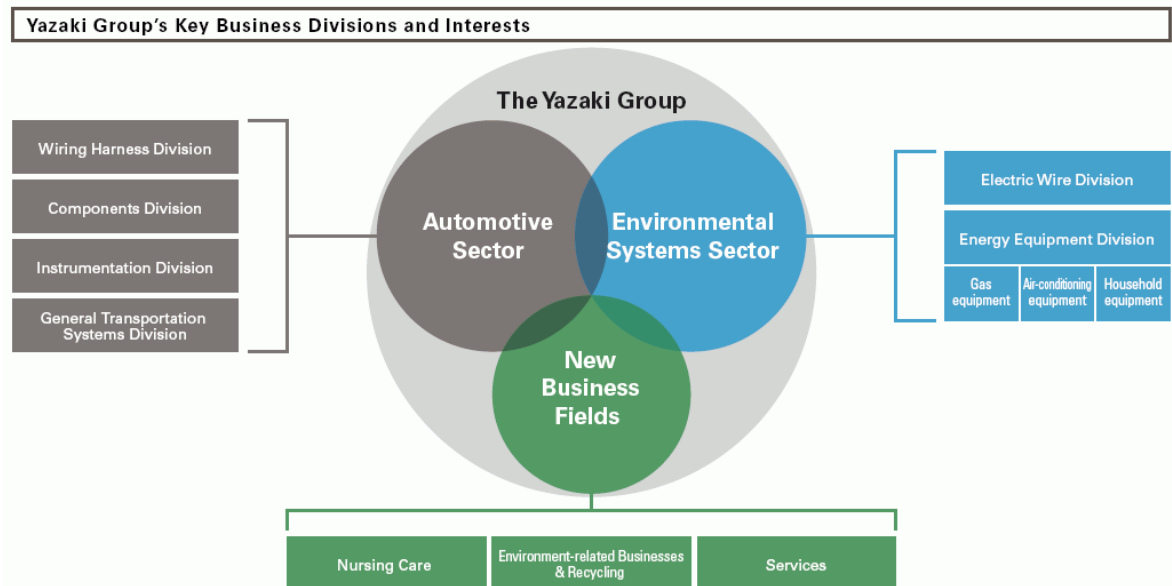 Yazaki Group's Key Business Divisions and Interests
The Yazaki Group
Wiring Harness Division
Components Division
Instrumentation Division
General Transportation
Systems Division
Automotive
Sector
Environmental
Systems Sector
New
Business
Fields
Electric Wire Division
Energy Equipment Division
Gas
equipment
Air-conditioning
equipment
Household
equipment
Nursing Care
Environment-related Businesses
& Recycling
Services